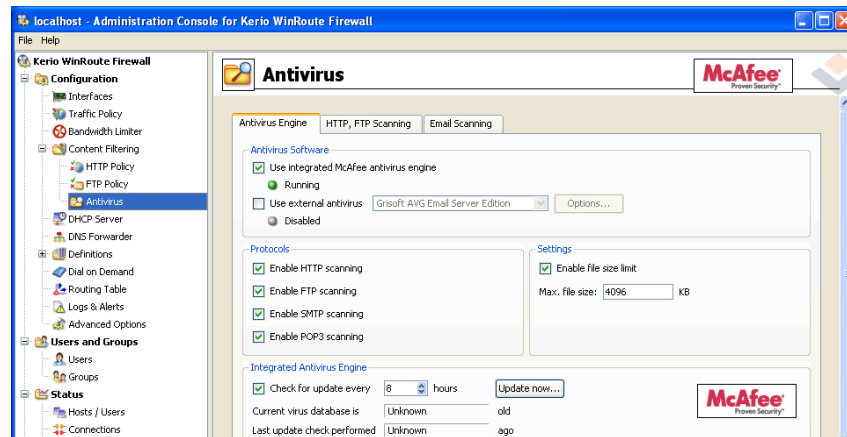 localhost - Administration Console for Kerio WinRoute Firewall
File Help
Kerio WinRoute Firewall
Configuration
Interfaces
Traffic Policy
Bandwidth Limiter
Content Filtering
HTTP Policy
FTP Policy
Antivirus
DHCP Server
DNS Forwarder
Definitions
Dial on Demand
Routing Table
Logs & Alerts
Advanced Options
Users and Groups
Users
Groups
Status
Hosts / Users
Connections
Antivirus
McAfee
Proven Security™
Antivirus Engine HTTP, FTP Scanning Email Scanning
Antivirus Software
Use integrated McAfee antivirus engine
Running
Use external antivirus Grisoft AVG Email Server Edition Options...
Disabled
Protocols
Enable HTTP scanning
Enable FTP scanning
Enable SMTP scanning
Enable POP3 scanning
Settings
Enable file size limit
Max. file size: 4096 KB
Integrated Antivirus Engine
Check for update every 8 hours Update now...
Current virus database is Unknown old
Last update check performed Unknown ago
McAfee
Proven Security™